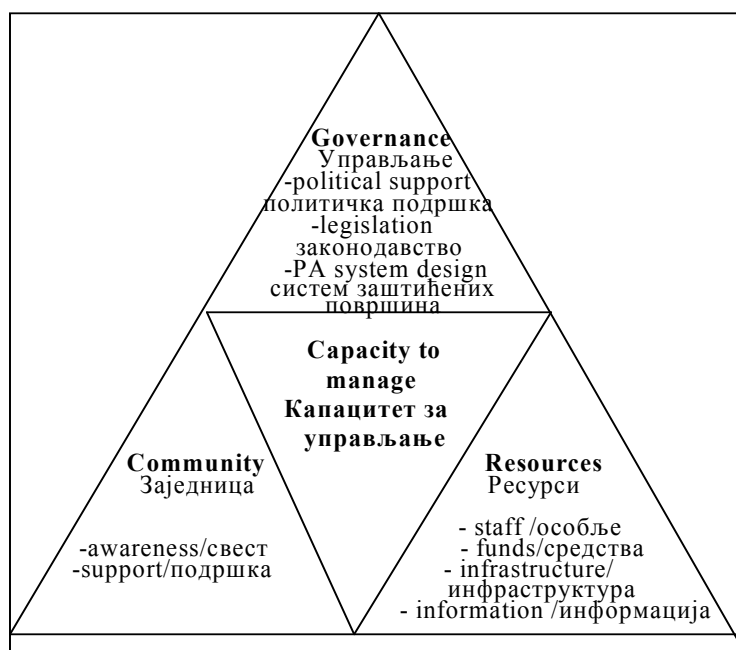 Governance
Управљање
-political support
политичка подршка
-legislation
законодавство
-PA system design
систем заштићених
површина
Capacity to
manage
Капацитет за
управљање
Community
Заједница
-awareness/свест
-support/подршка
Resources
Ресурси
- staff /особље
- funds/средства
- infrastructure/
инфраструктура
- information /информација